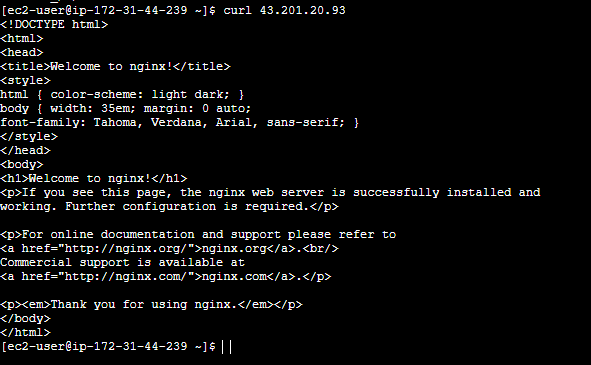 [ec2-user@ip-172-31-44-239 ~]$ curl 43.201.20.93
<!DOCTYPE html>
<html>
<head>
<title>Welcome to nginx!</title>
<style>
html { color-scheme: light dark; }
body { width: 35em; margin: 0 auto;
font-family: Tahoma, Verdana, Arial, sans-serif; }
</style>
</head>
<body>
<h1>Welcome to nginx!</h1>
<p>If you see this page, the nginx web server is successfully installed and
working. Further configuration is required.</p>
<p>For online documentation and support please refer to
<a href="http://nginx.org/">nginx.org</a>.<br/>
Commercial support is available at
<a href="http://nginx.com/">nginx.com</a>.</p>
<p><em>Thank you for using nginx.</em></p>
</body>
</html>
[ec2-user@ip-172-31-44-239 ~]$